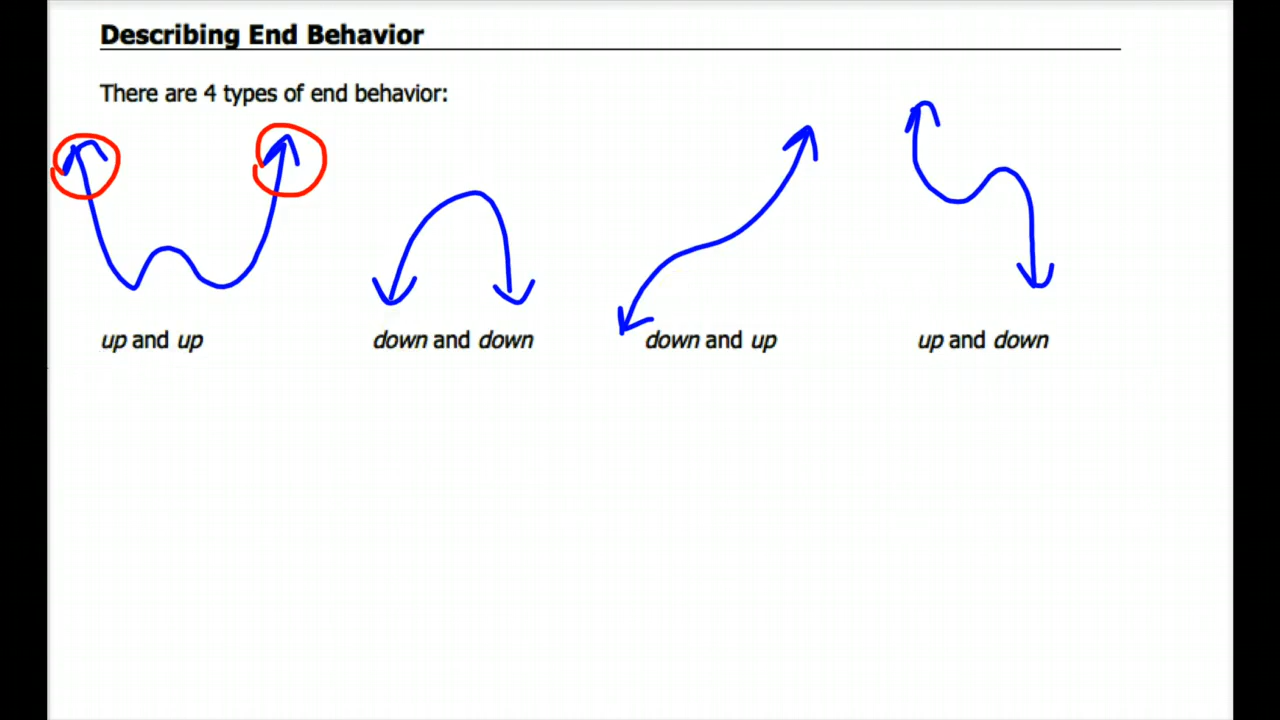 Describing End Behavior
There are 4 types of end behavior:
up and up
down and down
down and up
up and down